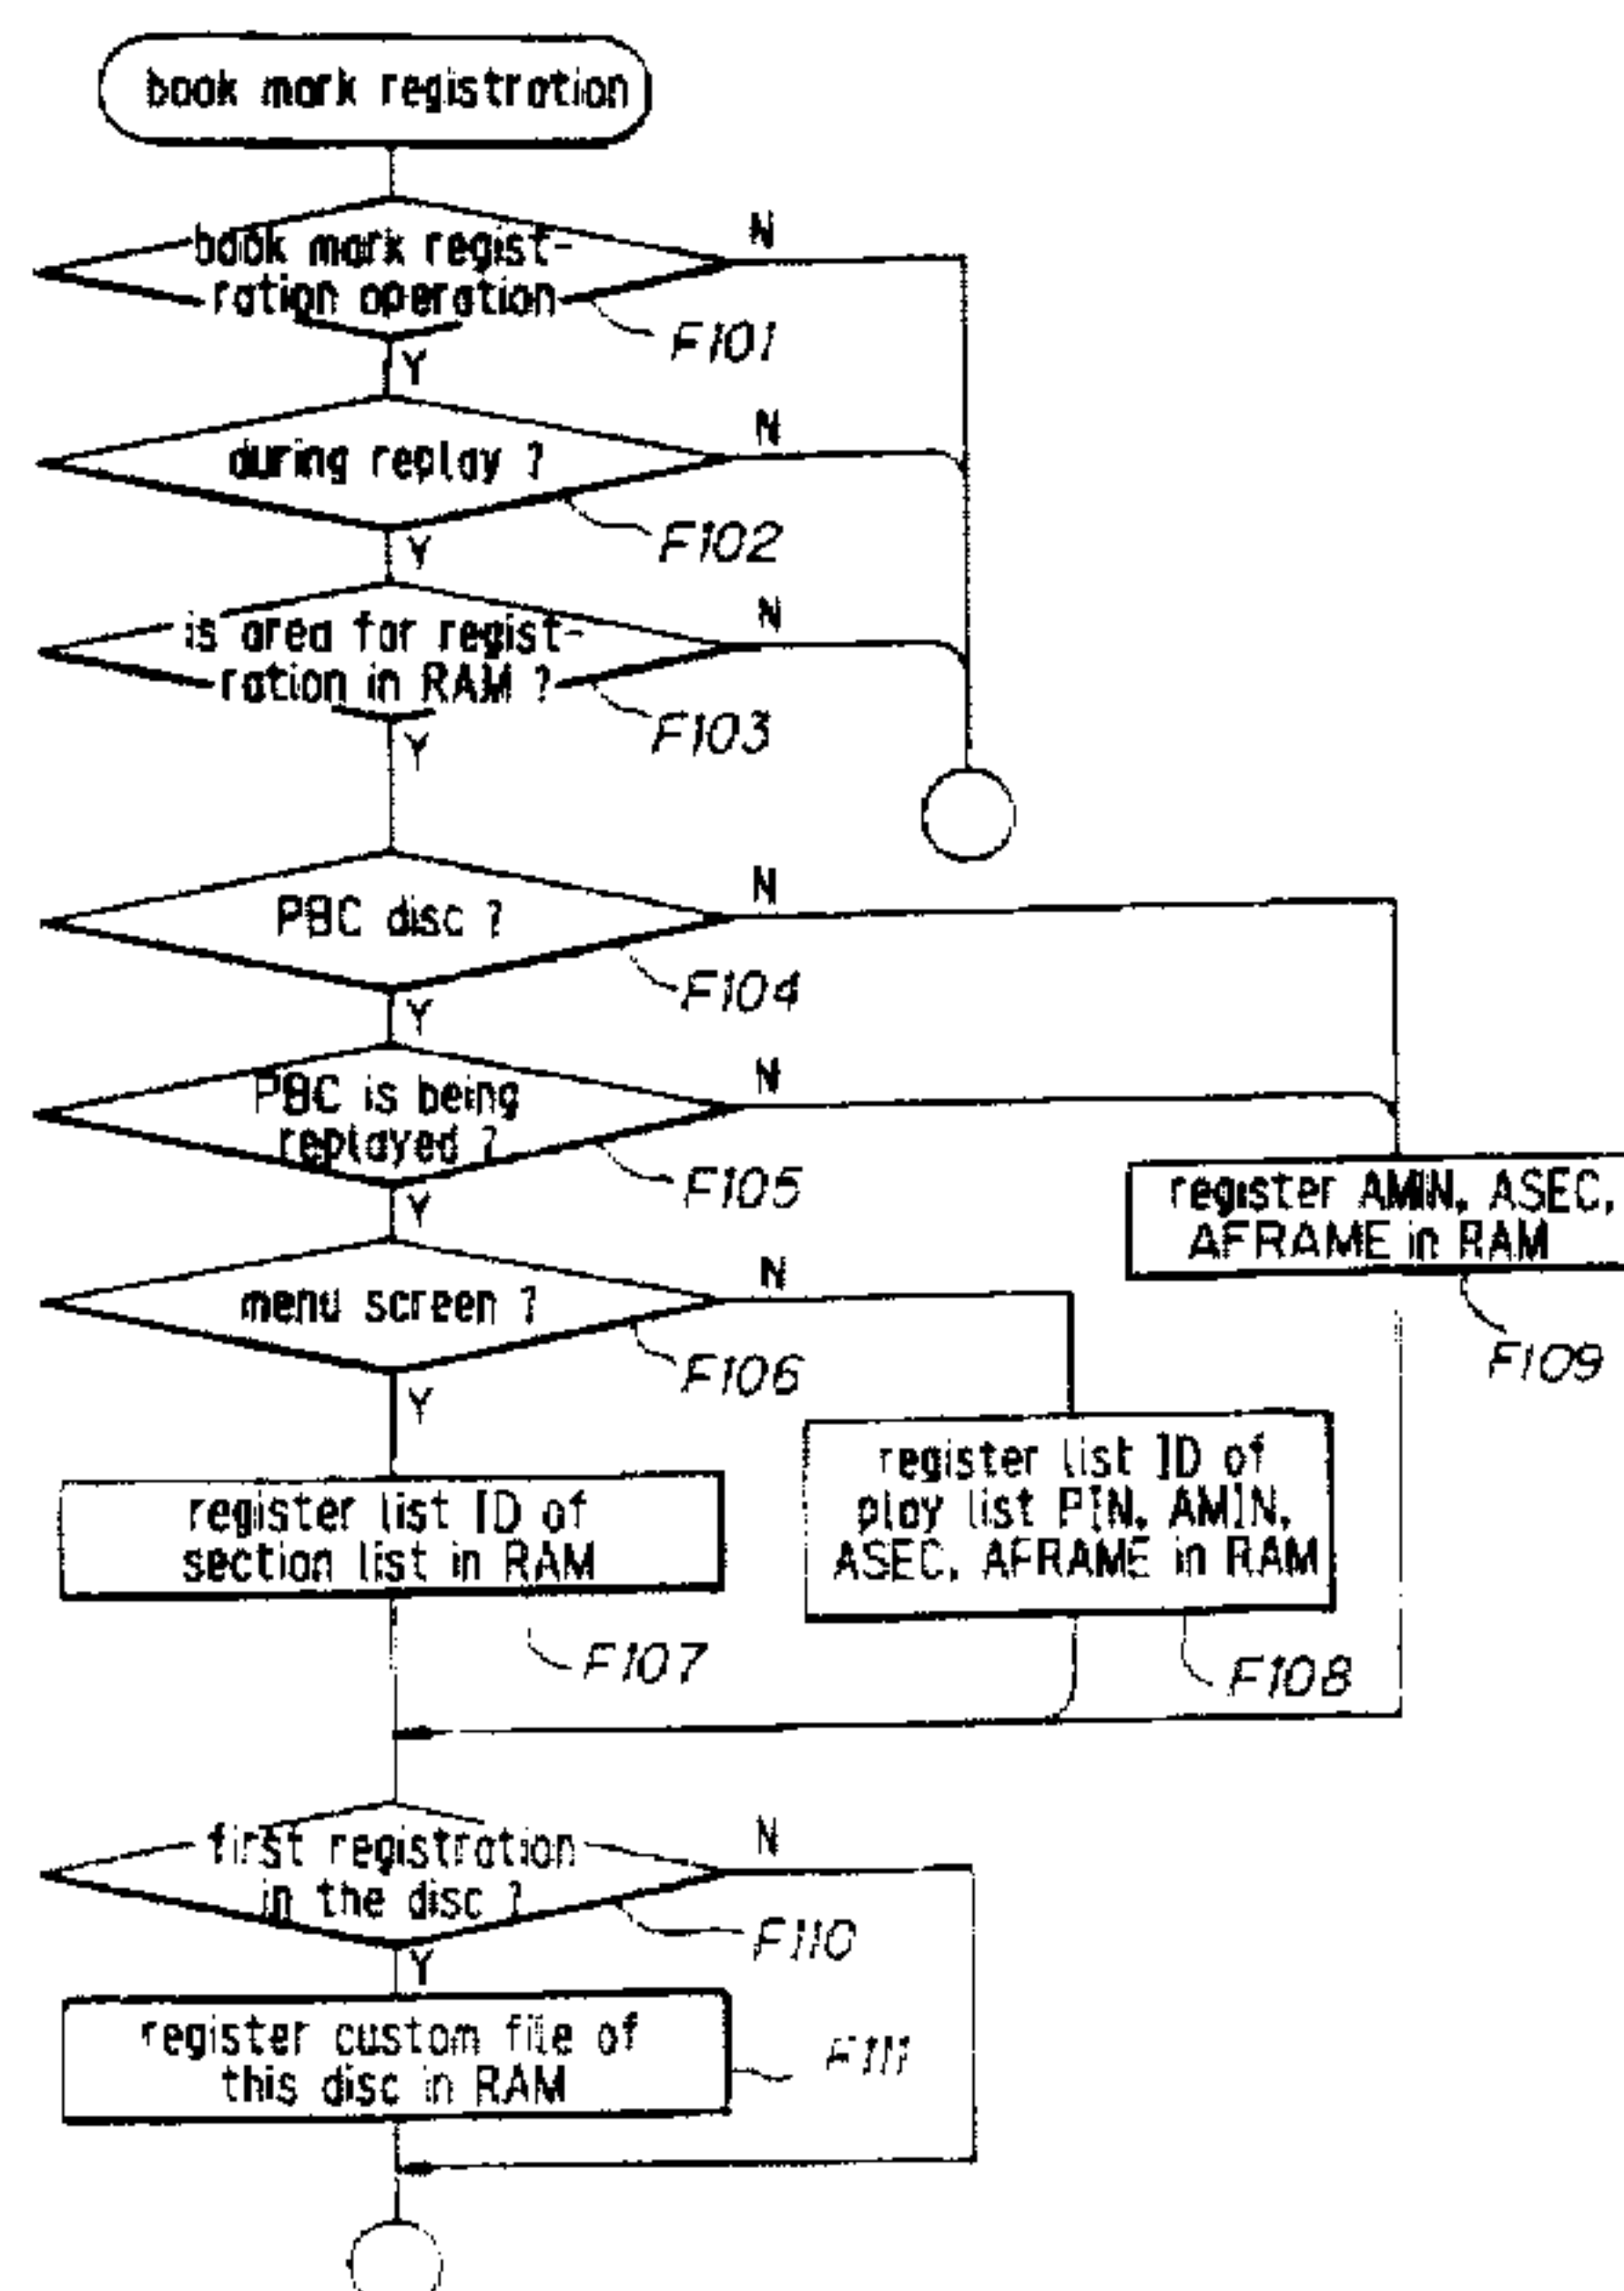 book mark registration
book mark regist-
ration operation
N
F101
Y
during replay ?
N
F102
Y
is area for regist-
ration in RAM ?
N
F103
Y
PBC disc ?
N
F104
Y
PBC is being
replayed ?
N
F105
Y
register AMIN, ASEC,
AFRAME in RAM
F109
menu screen ?
N
F106
Y
register list ID of
play list PIN, AMIN,
ASEC, AFRAME in RAM
F108
register list ID of
section list in RAM
F107
first registration
in the disc ?
N
F110
Y
register custom file of
this disc in RAM
F111